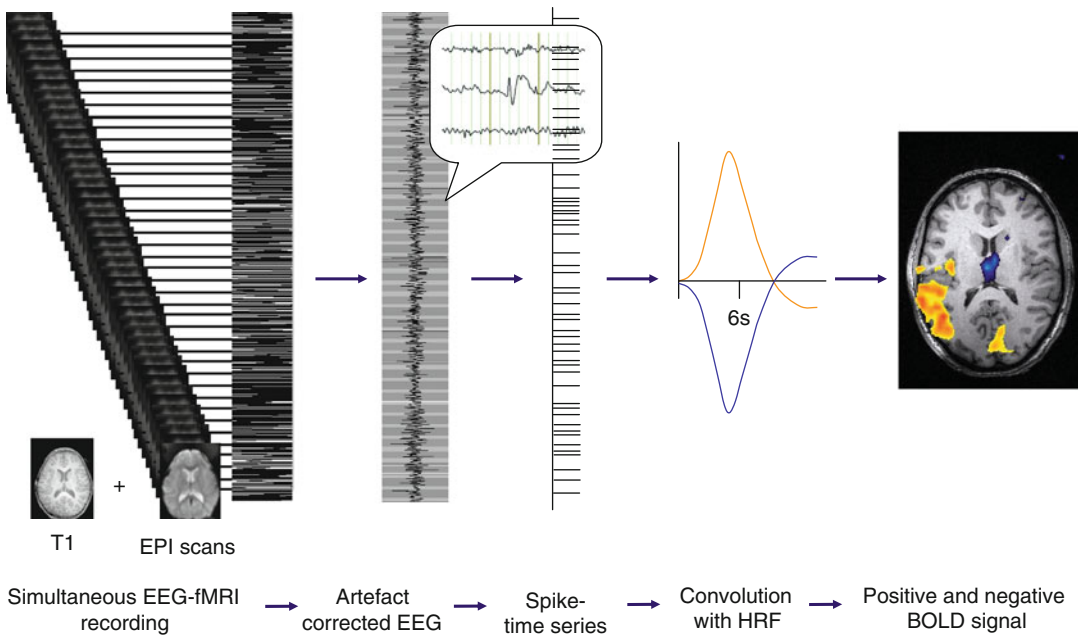 6s
T1
+
EPI scans
Simultaneous EEG-fMRI
recording
Artefact
corrected EEG
Spike-
time series
Convolution
with HRF
Positive and negative
BOLD signal